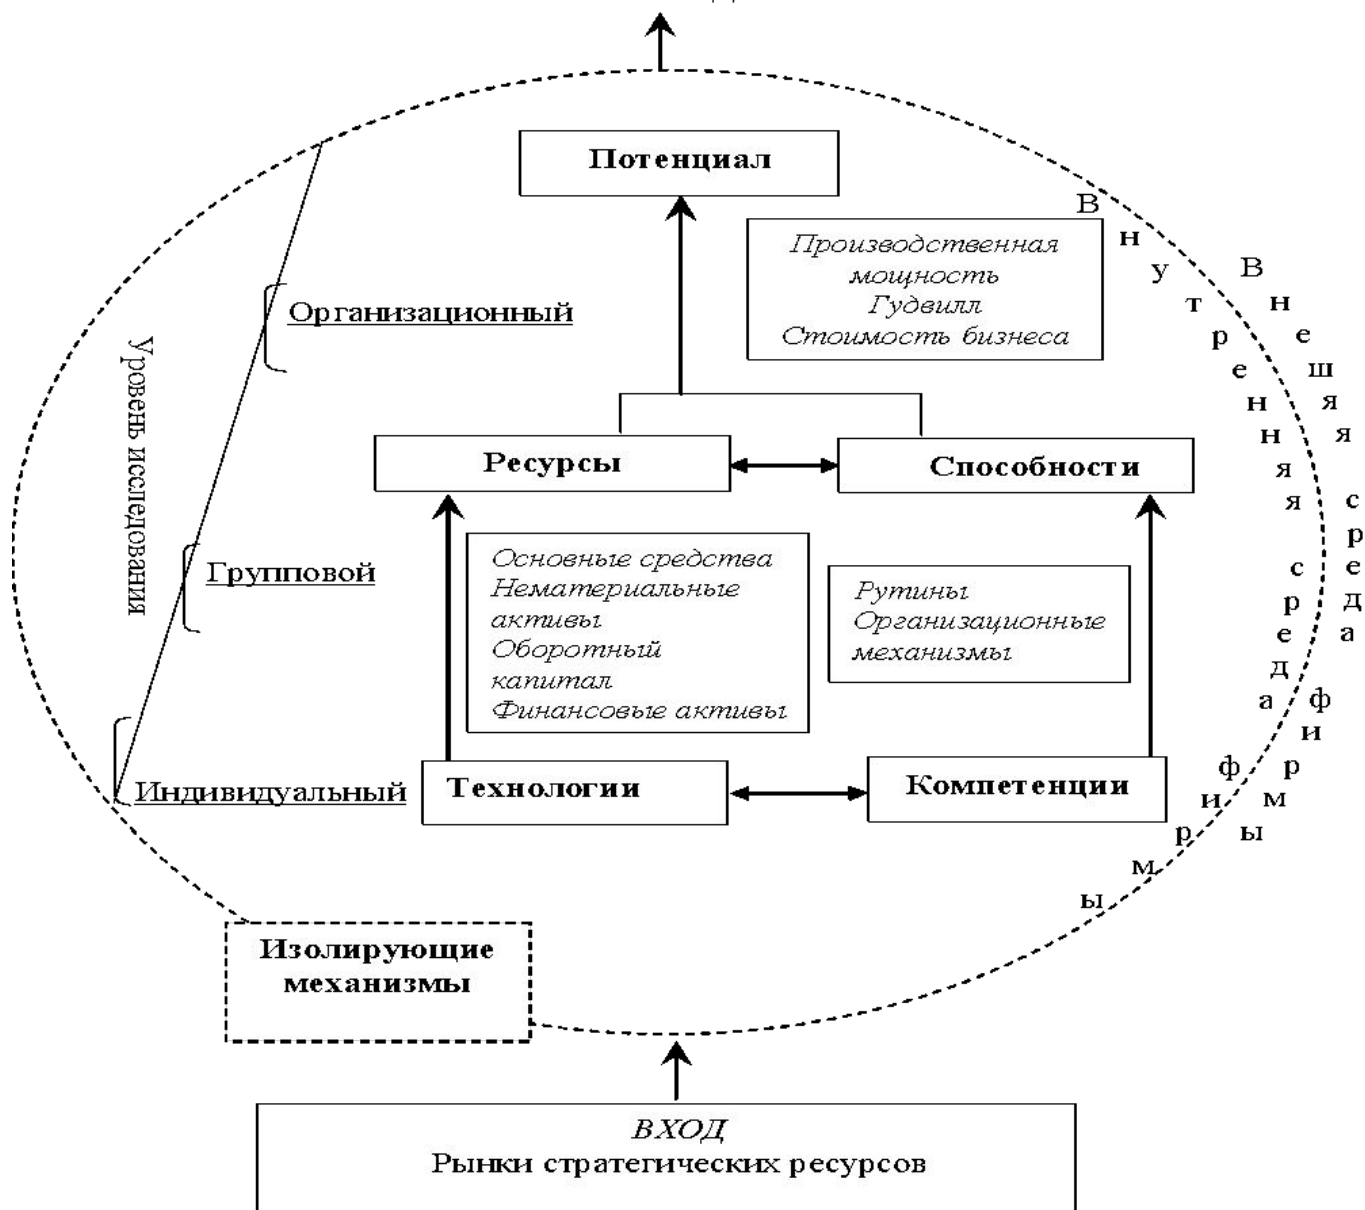 Потенциал
Производственная
мощность
Гудвилл
Стоимость бизнеса
Организационный
Уровень исследования
Ресурсы
Способности
Групповой
Основные средства
Нематериальные
активы
Оборотный
капитал
Финансовые активы
Рутины
Организационные
механизмы
Индивидуальный
Технологии
Компетенции
Внутренняя среда фирмы
Внешяя среда фирмы
Изолирующие
механизмы
ВХОД
Рынки стратегических ресурсов